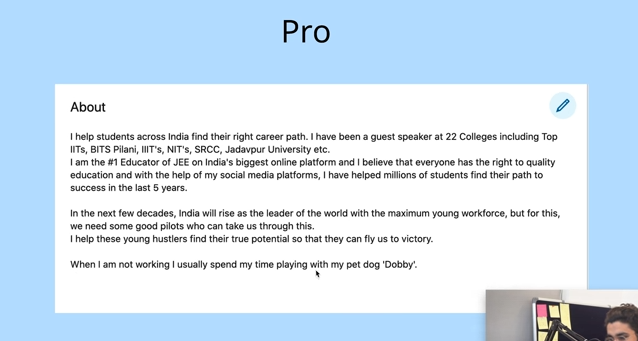 Pro
About
I help students across India find their right career path. I have been a guest speaker at 22 Colleges including Top
IITs, BITS Pilani, IIIT's, NIT's, SRCC, Jadavpur University etc.
I am the #1 Educator of JEE on India's biggest online platform and I believe that everyone has the right to quality
education and with the help of my social media platforms, I have helped millions of students find their path to
success in the last 5 years.
In the next few decades, India will rise as the leader of the world with the maximum young workforce, but for this,
we need some good pilots who can take us through this.
I help these young hustlers find their true potential so that they can fly us to victory.
When I am not working I usually spend my time playing with my pet dog 'Dobby'.